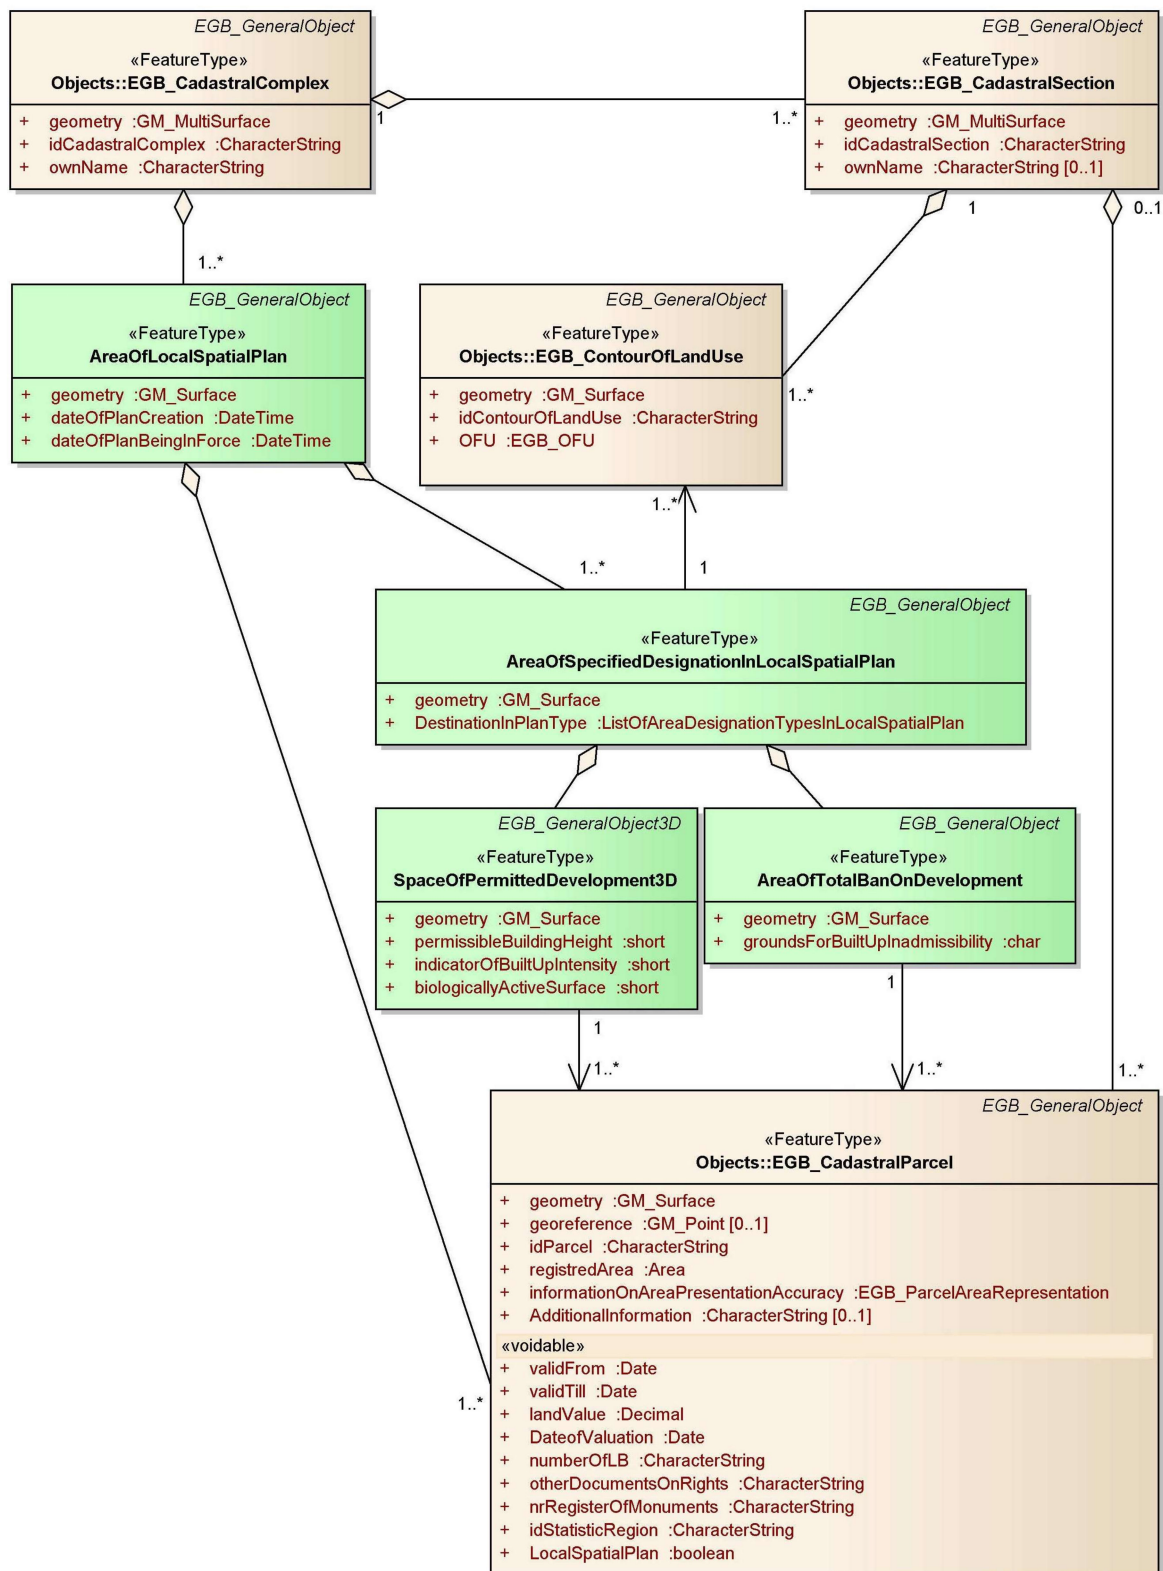 EGB_GeneralObject
«FeatureType»
Objects::EGB_CadastralComplex
+ geometry :GM_MultiSurface
+ idCadastralComplex :CharacterString
+ ownName :CharacterString
1
1..*
EGB_GeneralObject
«FeatureType»
Objects::EGB_CadastralSection
+ geometry :GM_MultiSurface
+ idCadastralSection :CharacterString
+ ownName :CharacterString [0..1]
1
0..1
1..*
EGB_GeneralObject
«FeatureType»
AreaOfLocalSpatialPlan
+ geometry :GM_Surface
+ dateOfPlanCreation :DateTime
+ dateOfPlanBeingInForce :DateTime
EGB_GeneralObject
«FeatureType»
Objects::EGB_ContourOfLandUse
+ geometry :GM_Surface
+ idContourOfLandUse :CharacterString
+ OFU :EGB_OFU
1..*
1..*
1..*
1
EGB_GeneralObject
«FeatureType»
AreaOfSpecifiedDesignationInLocalSpatialPlan
+ geometry :GM_Surface
+ DestinationInPlanType :ListOfAreaDesignationTypesInLocalSpatialPlan
EGB_GeneralObject3D
«FeatureType»
SpaceOfPermittedDevelopment3D
+ geometry :GM_Surface
+ permissibleBuildingHeight :short
+ indicatorOfBuiltUpIntensity :short
+ biologicallyActiveSurface :short
EGB_GeneralObject
«FeatureType»
AreaOfTotalBanOnDevelopment
+ geometry :GM_Surface
+ groundsForBuiltUpInadmissibility :char
1
1
1..*
1..*
1..*
EGB_GeneralObject
«FeatureType»
Objects::EGB_CadastralParcel
+ geometry :GM_Surface
+ georeference :GM_Point [0..1]
+ idParcel :CharacterString
+ registredArea :Area
+ informationOnAreaPresentationAccuracy :EGB_ParcelAreaRepresentation
+ AdditionalInformation :CharacterString [0..1]
«voidable»
+ validFrom :Date
+ validTill :Date
+ landValue :Decimal
+ DateofValuation :Date
+ numberOfLB :CharacterString
+ otherDocumentsOnRights :CharacterString
+ nrRegisterOfMonuments :CharacterString
+ idStatisticRegion :CharacterString
+ LocalSpatialPlan :boolean
1..*